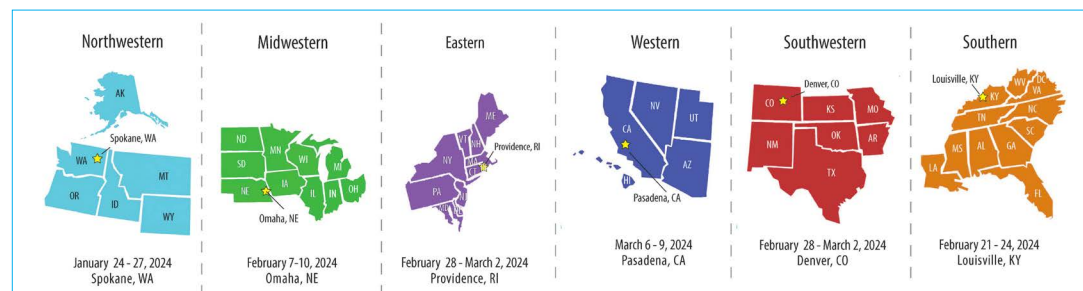 Northwestern
AK
Spokane, WA
WA
MT
OR
ID
WY
January 24 - 27, 2024
Spokane, WA
Midwestern
ND
MN
SD
WI
MI
NE
IA
IL
IN
OH
Omaha, NE
February 7-10, 2024
Omaha, NE
Eastern
ME
VT
NH
NY
Providence, RI
MA
CT
PA
February 28 - March 2, 2024
Providence, RI
Western
NV
UT
CA
AZ
HI
Pasadena, CA
March 6 - 9, 2024
Pasadena, CA
Southwestern
Denver, CO
CO
KS
MO
OK
AR
NM
TX
February 28 - March 2, 2024
Denver, CO
Southern
Louisville, KY
WV
DC
VA
KY
NC
TN
SC
MS
AL
GA
LA
FL
February 21 - 24, 2024
Louisville, KY